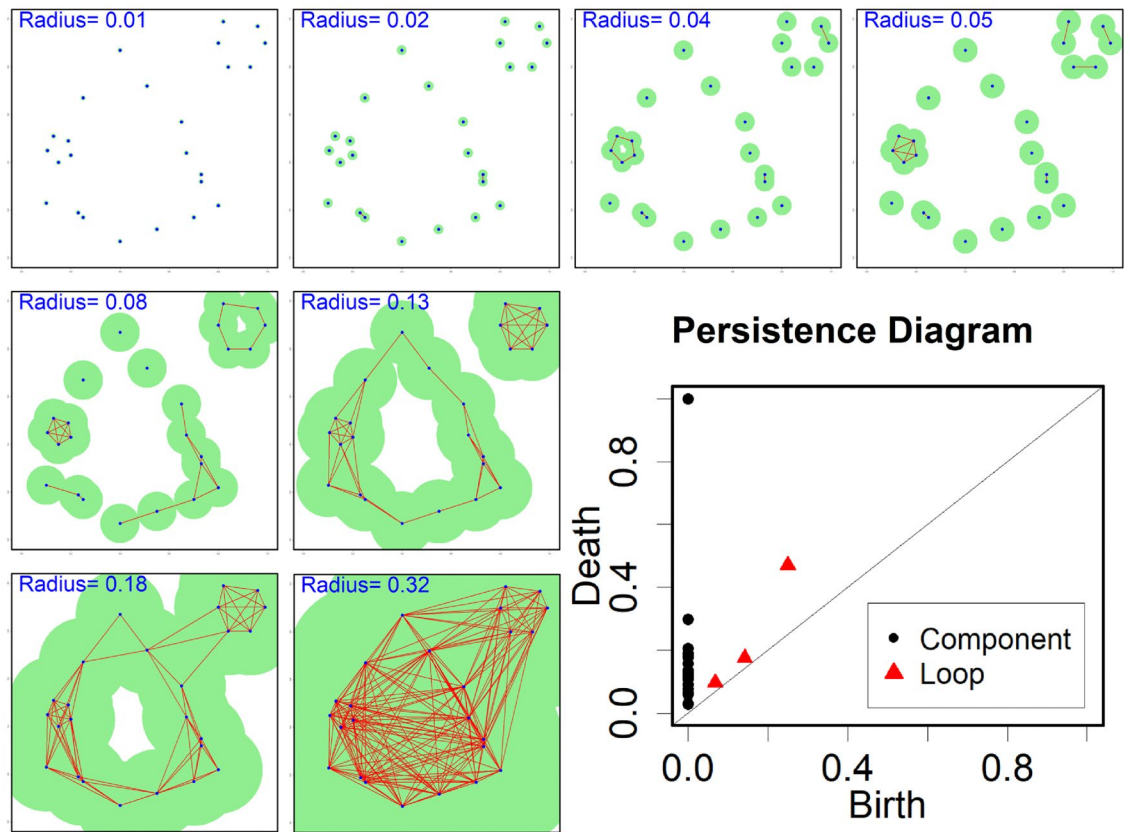 Radius= 0.01
Radius= 0.02
Radius= 0.04
Radius= 0.05
Radius= 0.08
Radius= 0.13
Radius= 0.18
Radius= 0.32
Persistence Diagram
Death
0.8
0.4
0.0
Component
Loop
0.0 0.4 0.8
Birth